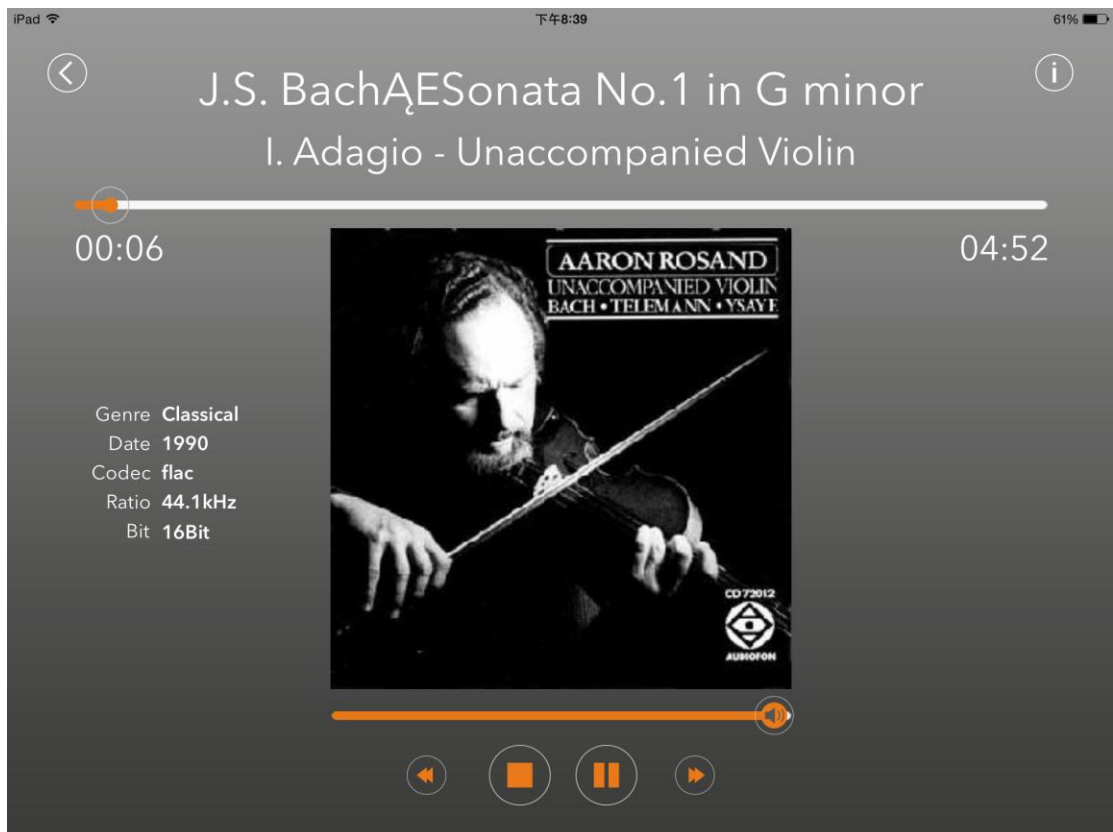 iPad 下午8:39 61%
J.S. BachĄESonata No.1 in G minor
I. Adagio - Unaccompanied Violin
00:06 04:52
AARON ROSAND
UNACCOMPANIED VIOLIN
BACH • TELEMANN • YSAYE
Genre Classical
Date 1990
Codec flac
Ratio 44.1kHz
Bit 16Bit
CD 72012
AUDIOFON